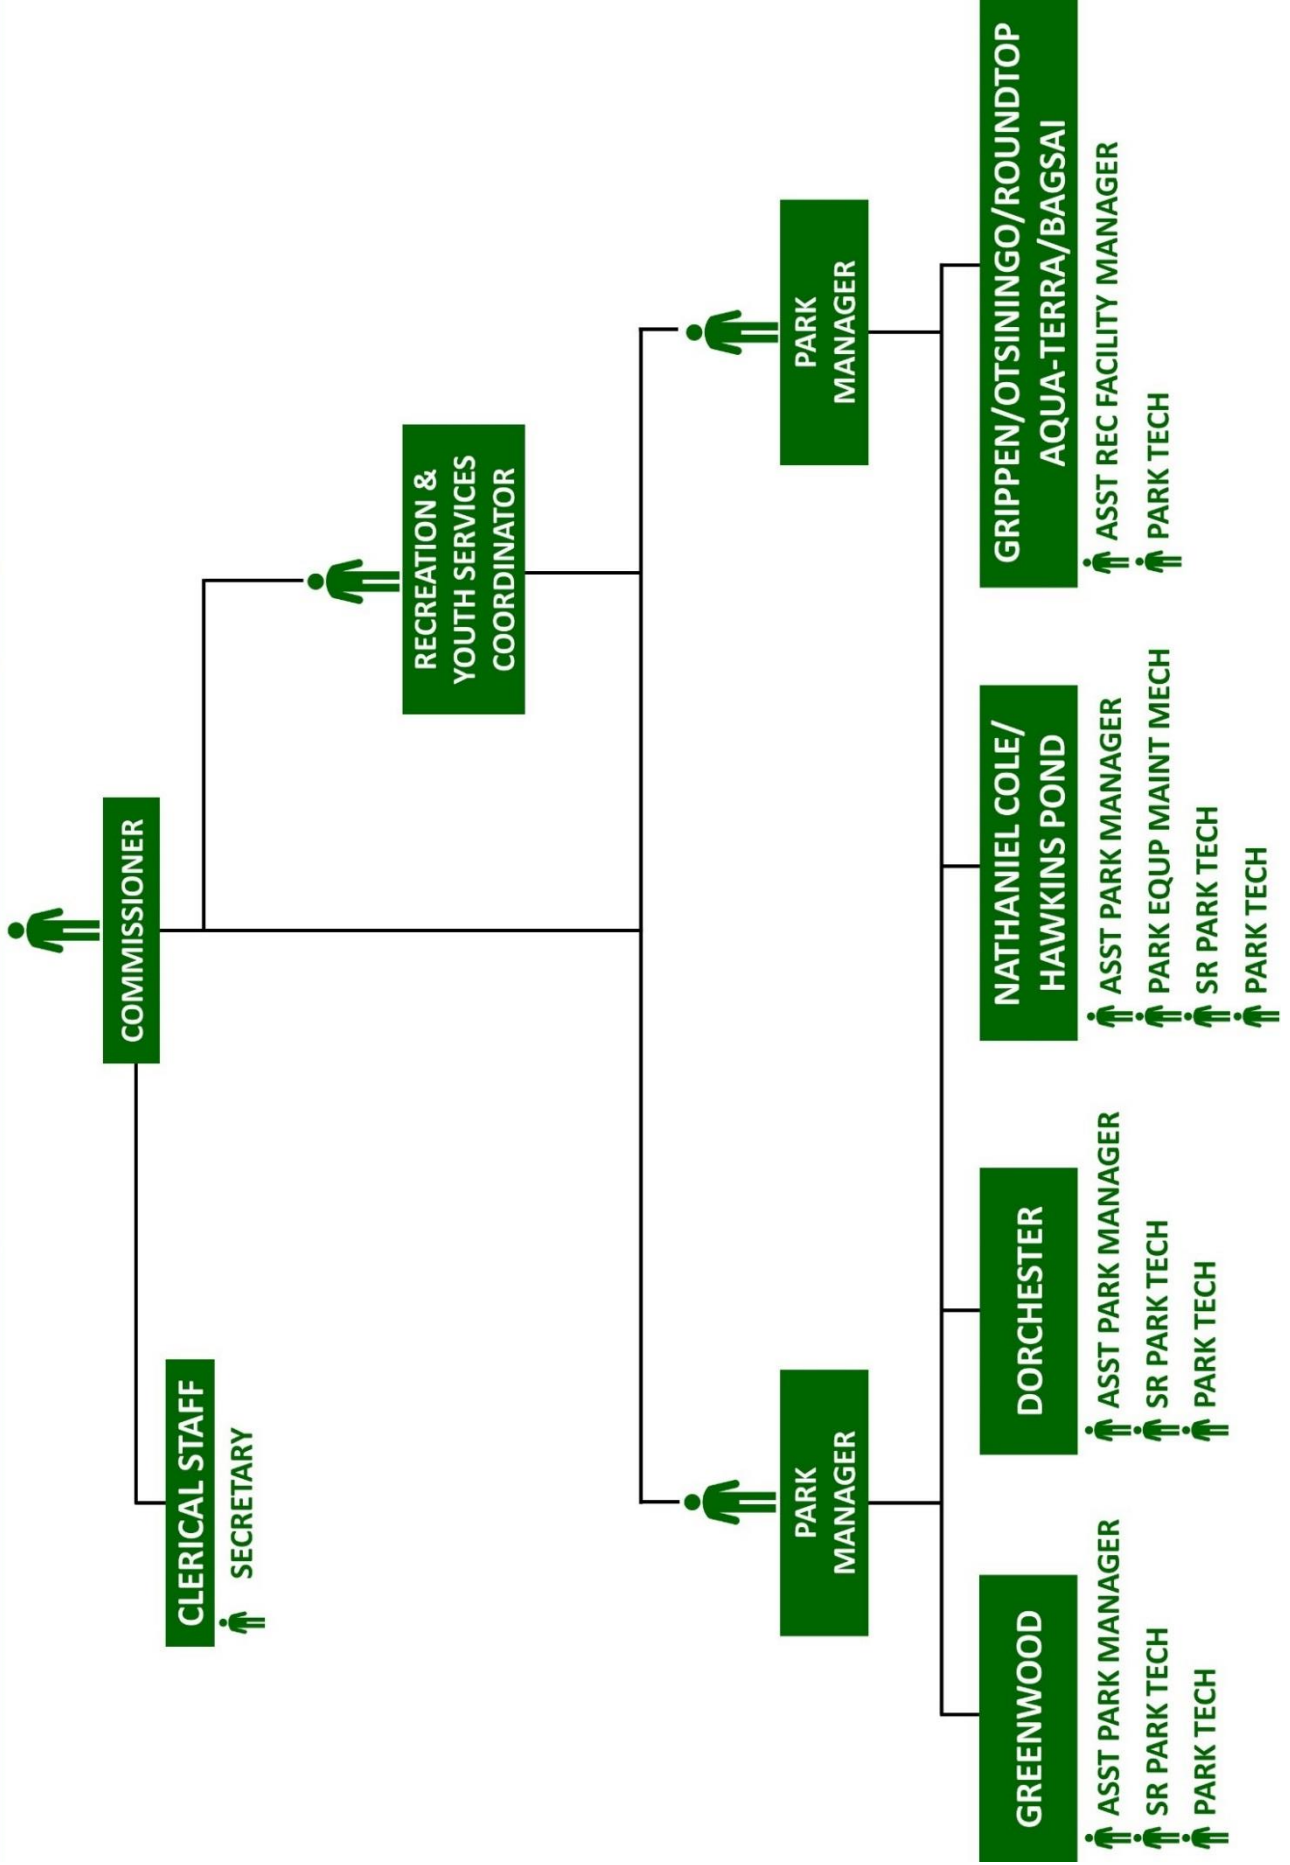 COMMISSIONER
CLERICAL STAFF
SECRETARY
RECREATION &
YOUTH SERVICES
COORDINATOR
PARK
MANAGER
PARK
MANAGER
GREENWOOD
ASST PARK MANAGER
SR PARK TECH
PARK TECH
DORCHESTER
ASST PARK MANAGER
SR PARK TECH
PARK TECH
NATHANIEL COLE/
HAWKINS POND
ASST PARK MANAGER
PARK EQUP MAINT MECH
SR PARK TECH
PARK TECH
GRIPPEN/OTSININGO/ROUNDTOP
AQUA-TERRA/BAGSAI
ASST REC FACILITY MANAGER
PARK TECH